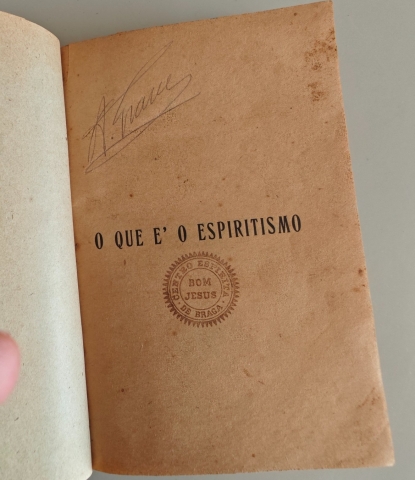 O QUE E' O ESPIRITISMO
CENTRO ESPIRITA
BOM
JESUS
DE BRAGA